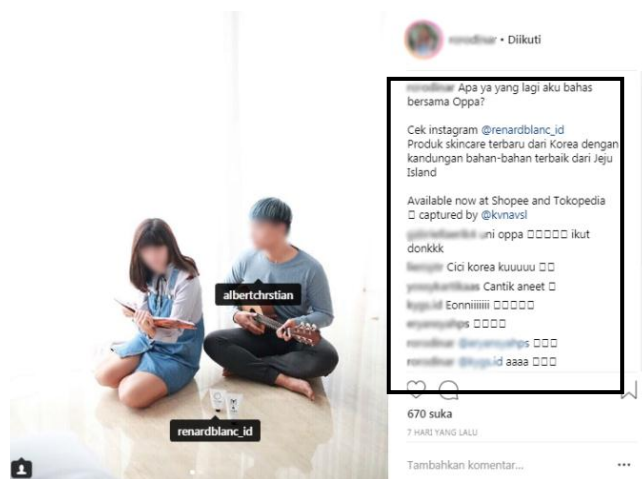 • Diikuti
Apa ya yang lagi aku bahas
bersama Oppa?
Cek instagram @renardblanc_id
Produk skincare terbaru dari Korea dengan
kandungan bahan-bahan terbaik dari Jeju
Island
Available now at Shopee and Tokopedia
□ captured by @kvnavsl
uni oppa □□□□□ ikut
donkkk
Cici korea kuuuuu □□
Cantik aneet □
Eonniiiiiii □□□□□
□□□□
□□□
aaaa □□□
albertchrstian
renardblanc_id
670 suka
7 HARI YANG LALU
Tambahkan komentar...